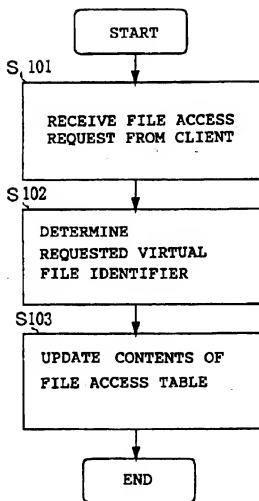 START
S 101
RECEIVE FILE ACCESS
REQUEST FROM CLIENT
S102
DETERMINE
REQUESTED VIRTUAL
FILE IDENTIFIER
S103
UPDATE CONTENTS OF
FILE ACCESS TABLE
END